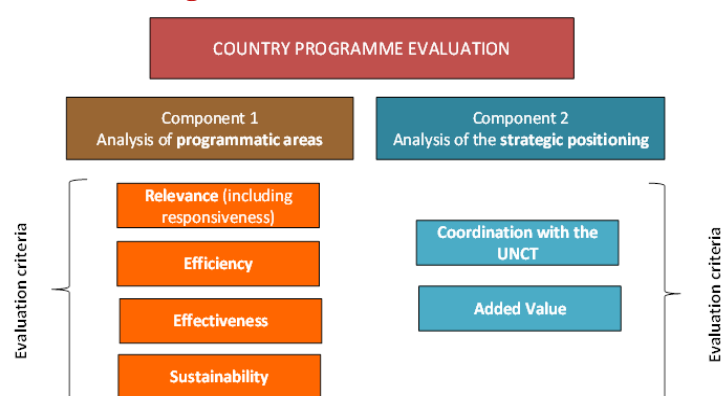 COUNTRY PROGRAMME EVALUATION
Component 1
Analysis of programmatic areas
Component 2
Analysis of the strategic positioning
Evaluation criteria
Relevance (including
responsiveness)
Efficiency
Effectiveness
Sustainability
Coordination with the
UNCT
Added Value
Evaluation criteria